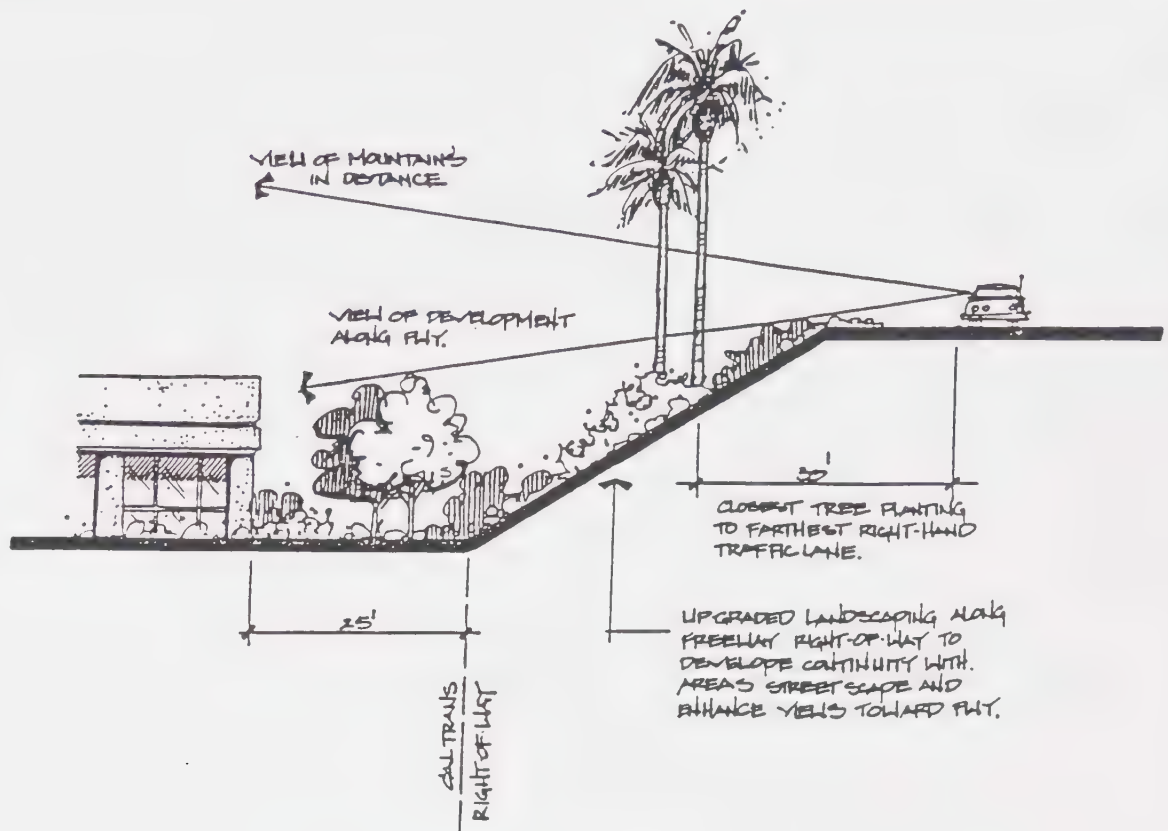 VIEW OF MOUNTAINS
IN DISTANCE
VIEW OF DEVELOPMENT
ALONG FWY.
30'
CLOSEST TREE PLANTING
TO FARTHEST RIGHT-HAND
TRAFFIC LANE.
25'
UPGRADED LANDSCAPING ALONG
FREEWAY RIGHT-OF-WAY TO
DEVELOPE CONTINUITY WITH
AREAS STREETSCAPE AND
ENHANCE VIEWS TOWARD FWY.
CALTRANS
RIGHT-OF-WAY